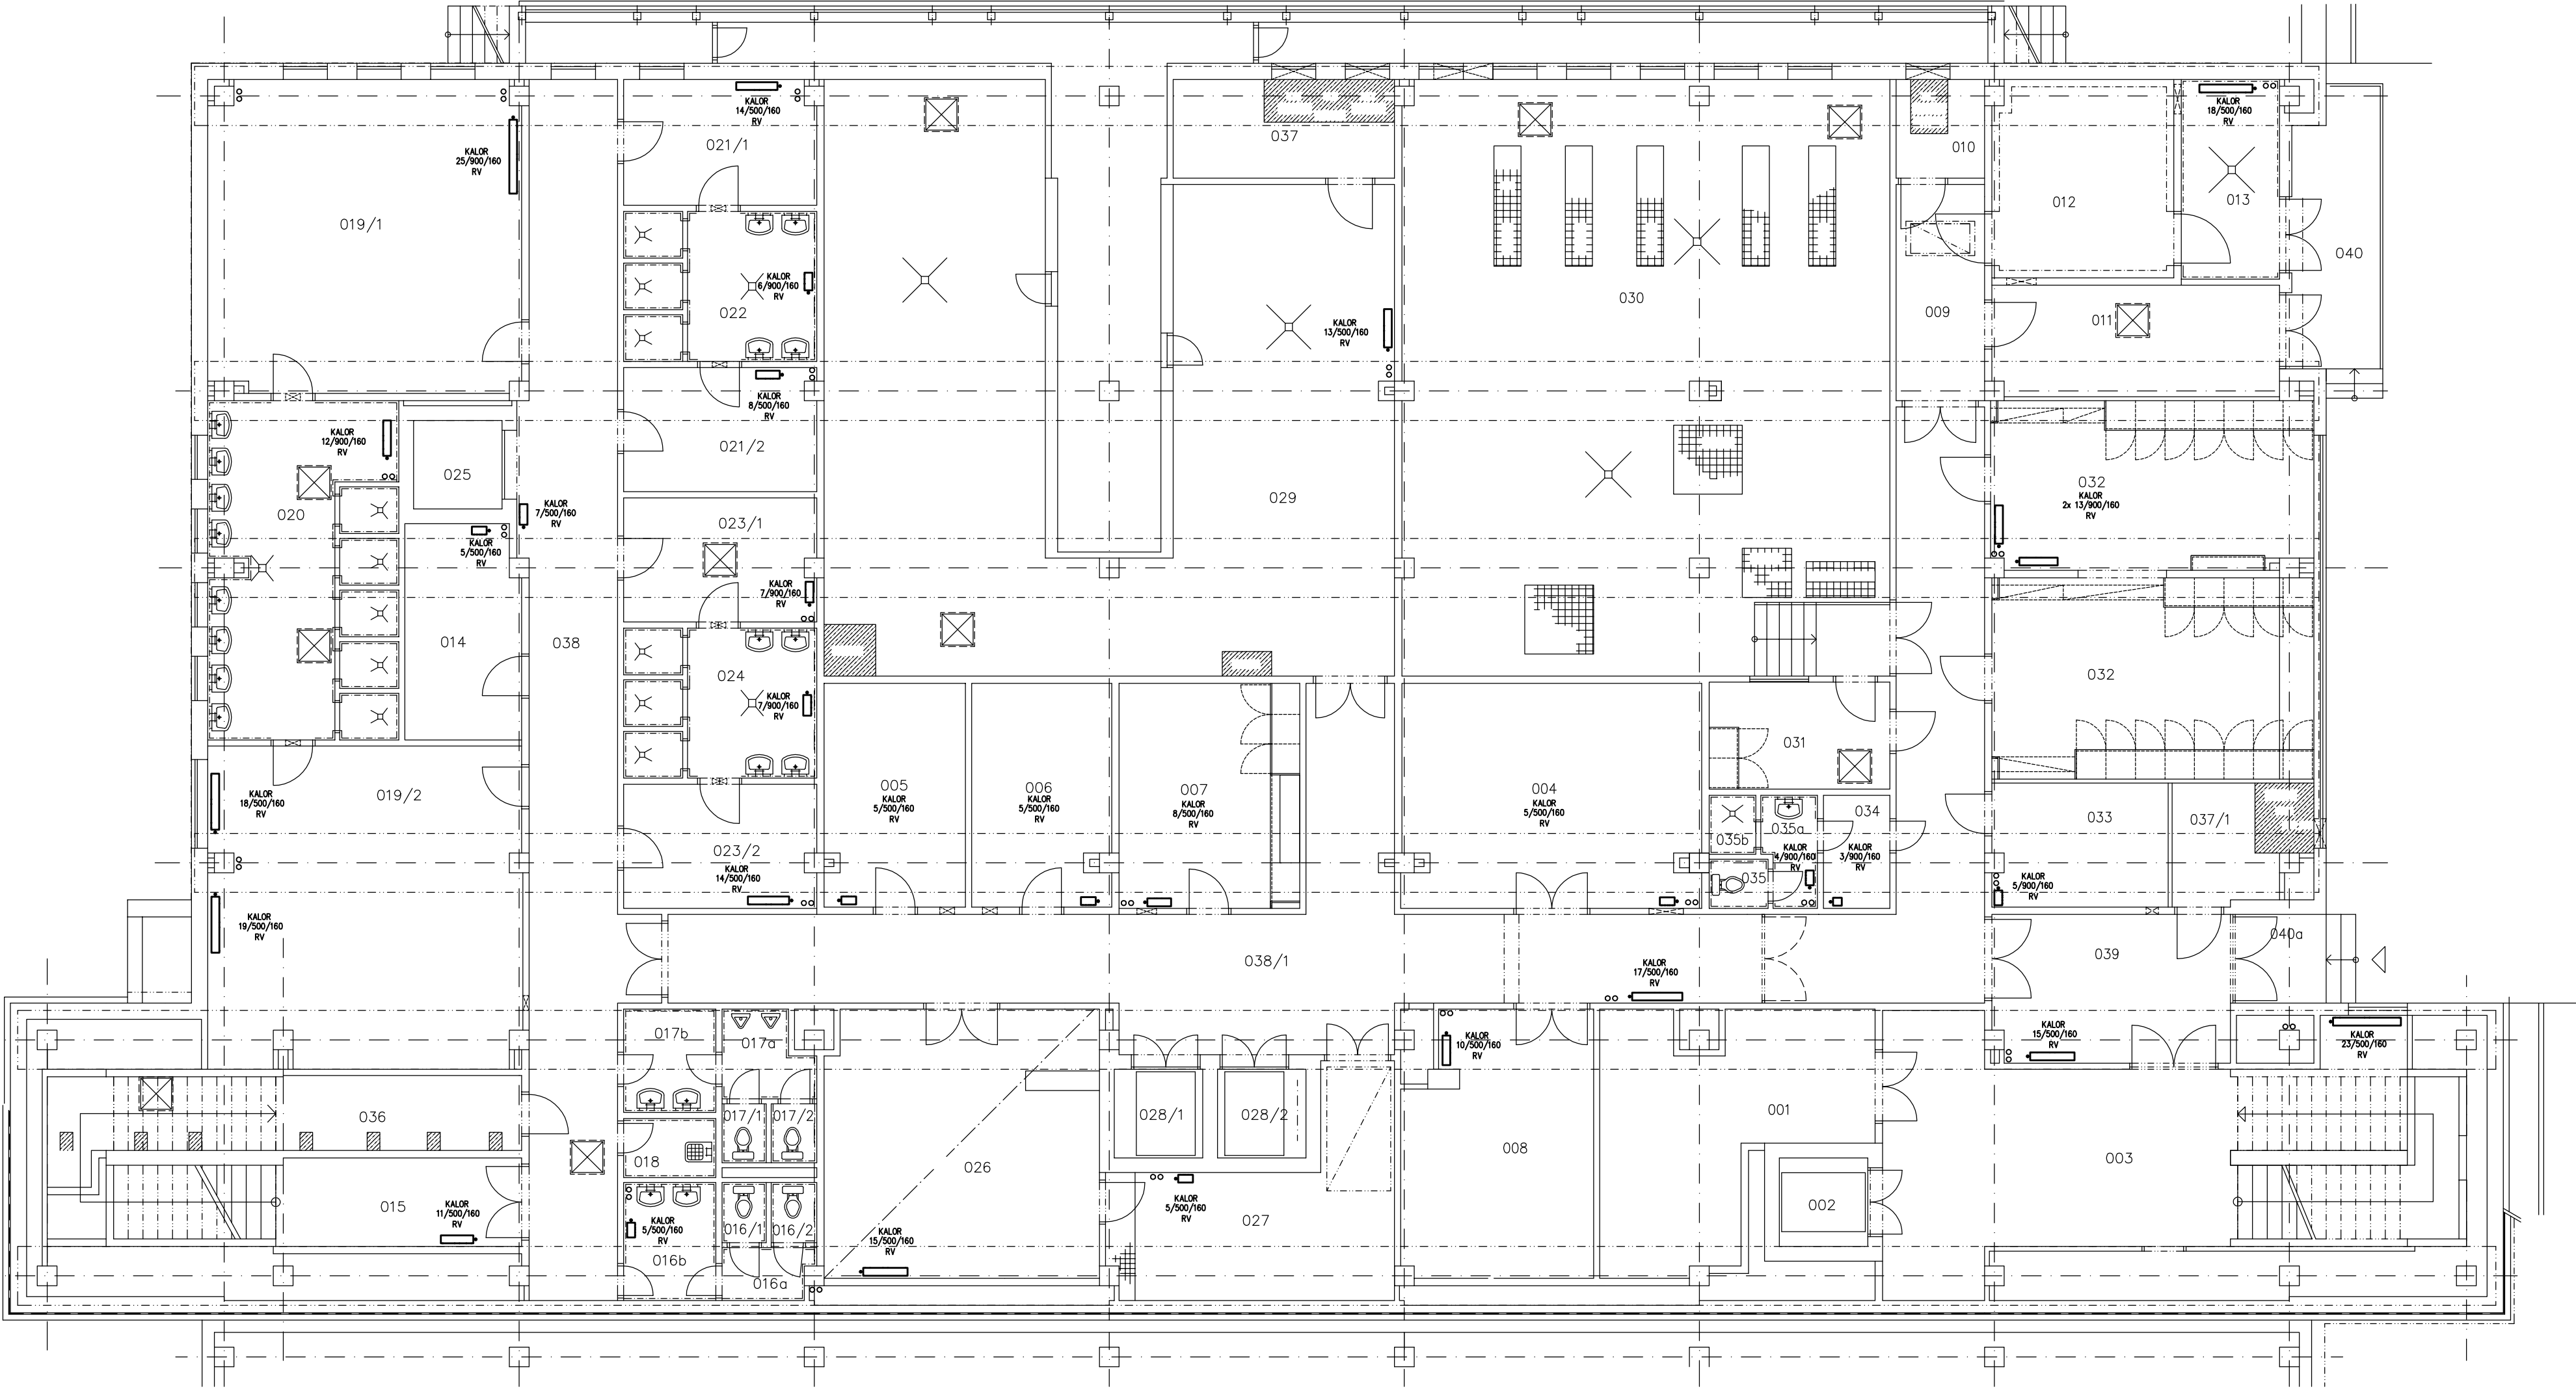 KALOR
14/500/160
RV
KALOR
18/500/160
RV
037
021/1
010
KALOR
25/900/160
RV
019/1
012
013
040
KALOR
6/900/160
RV
022
030
009
011
KALOR
13/500/160
RV
KALOR
8/500/160
RV
021/2
KALOR
12/900/160
RV
025
020
KALOR
7/500/160
RV
029
032
KALOR
2x 13/900/160
RV
023/1
KALOR
5/500/160
RV
KALOR
7/900/160
RV
014
038
024
KALOR
7/900/160
RV
032
031
019/2
KALOR
18/500/160
RV
005
KALOR
5/500/160
RV
006
KALOR
5/500/160
RV
007
KALOR
8/500/160
RV
004
KALOR
5/500/160
RV
034
035a
035b
033
037/1
023/2
KALOR
14/500/160
RV
KALOR
4/900/160
RV
KALOR
3/900/160
RV
035
KALOR
5/900/160
RV
KALOR
19/500/160
RV
038/1
KALOR
17/500/160
RV
039
040a
017b
017a
KALOR
10/500/160
RV
KALOR
15/500/160
RV
KALOR
23/500/160
RV
036
017/1
017/2
028/1
028/2
001
018
026
008
003
015
KALOR
11/500/160
RV
KALOR
5/500/160
RV
016/1
016/2
KALOR
5/500/160
RV
027
002
KALOR
15/500/160
RV
016b
016a